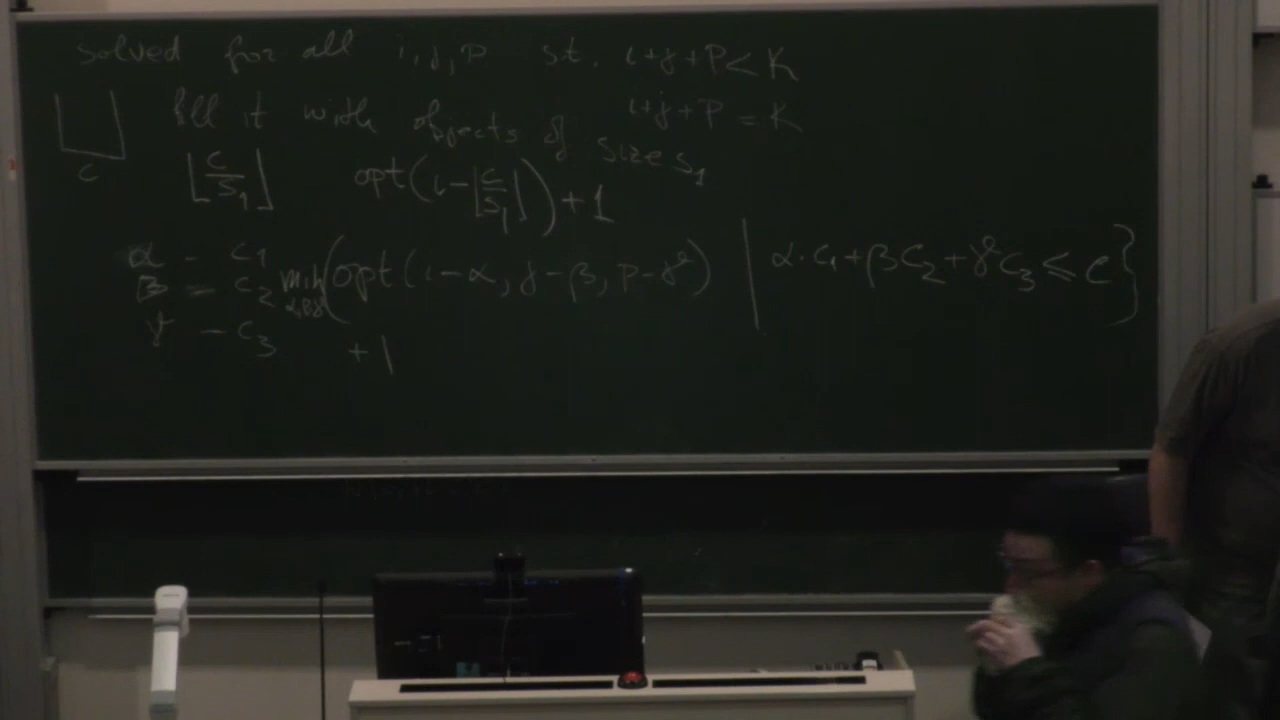 solved for all i, j, p st. i+j+P < K
fill it with objects of size s₁ i+j+P = K
c ⌊c/s₁⌋ opt(i-⌊c/s₁⌋)+1
α - c₁
β - c₂ min α,β,γ (opt(i-α, j-β, p-γ) | α·c₁+βc₂+γc₃ ≤ c}
γ - c₃ +1